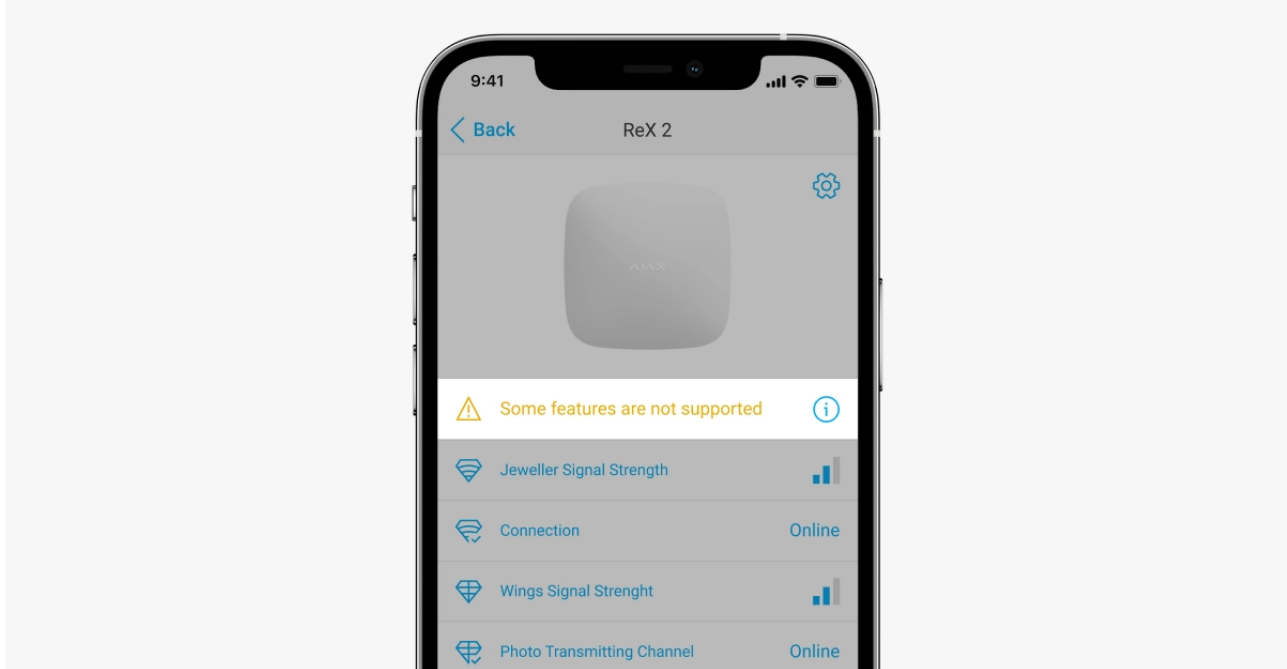 9:41
Back
ReX 2
AJAX
Some features are not supported
Jeweller Signal Strength
Connection
Online
Wings Signal Strenght
Photo Transmitting Channel
Online